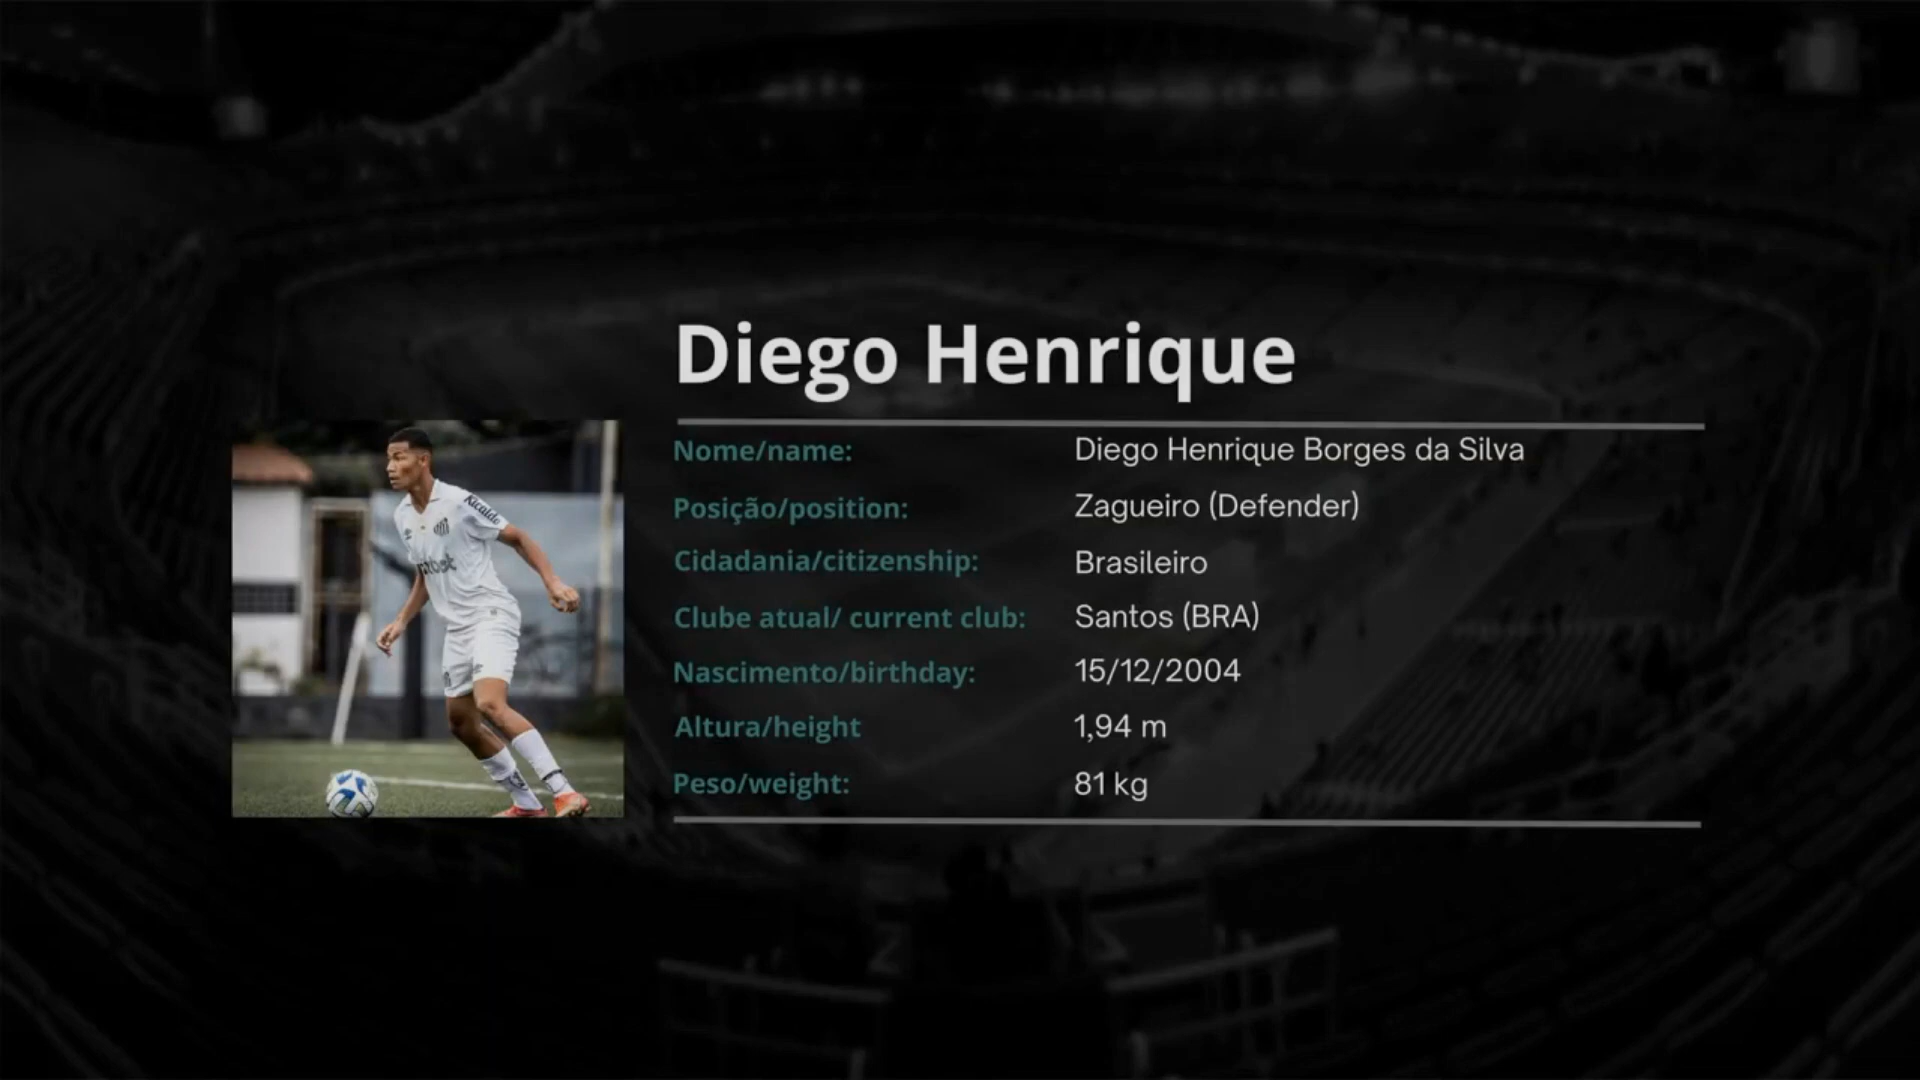 Diego Henrique
Nome/name: Diego Henrique Borges da Silva
Posição/position: Zagueiro (Defender)
Cidadania/citizenship: Brasileiro
Clube atual/ current club: Santos (BRA)
Nascimento/birthday: 15/12/2004
Altura/height 1,94 m
Peso/weight: 81 kg
Kicaldo